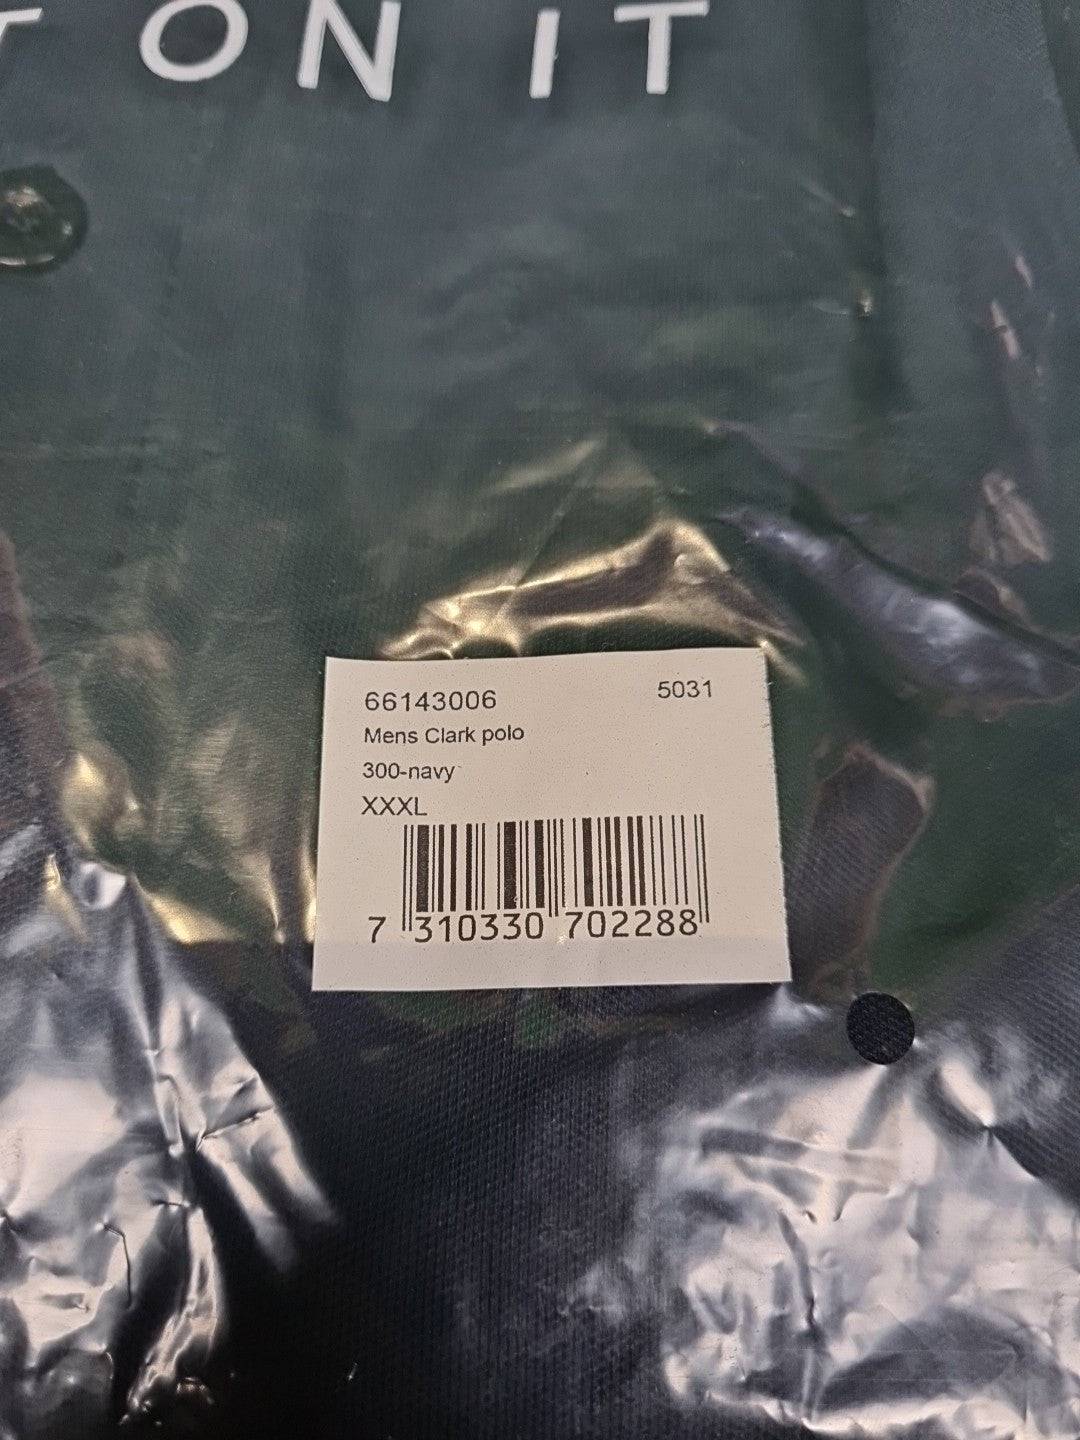 ON IT
66143006 5031
Mens Clark polo
300-navy
XXXL
7 310330 702288